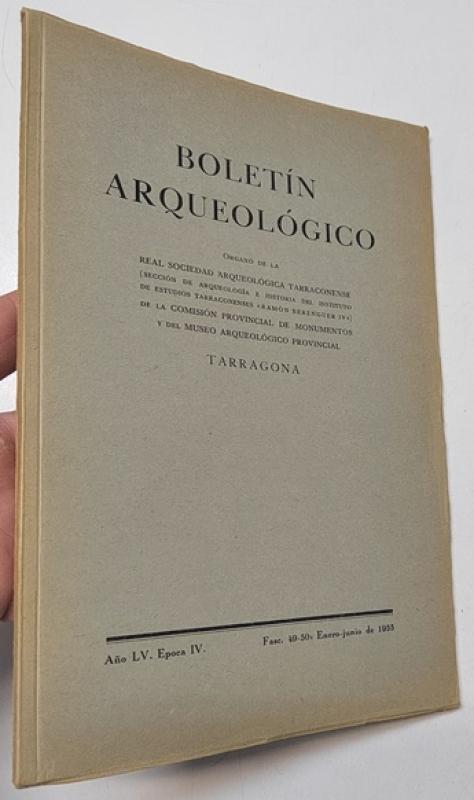 BOLETÍN
ARQUEOLÓGICO
ORGANO DE LA
REAL SOCIEDAD ARQUEOLÓGICA TARRACONENSE
(SECCIÓN DE ARQUEOLOGÍA E HISTORIA DEL INSTITUTO
DE ESTUDIOS TARRACONENSES «RAMÓN BERENGUER IV»)
DE LA COMISIÓN PROVINCIAL DE MONUMENTOS
Y DEL MUSEO ARQUEOLÓGICO PROVINCIAL
TARRAGONA
Año LV. Epoca IV. Fasc. 49-50; Enero-junio de 1955